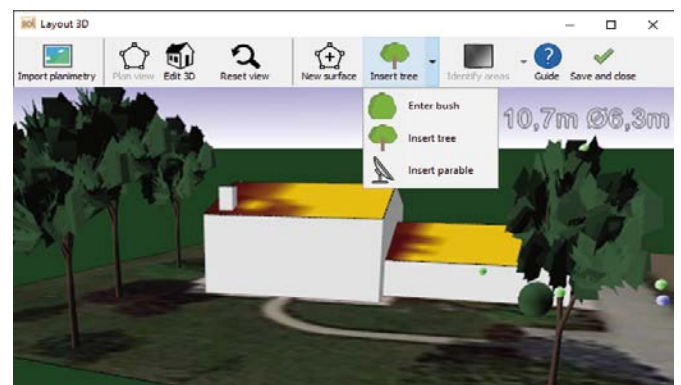 sol Layout 3D
Import planimetry Plan view Edit 3D Reset view New surface Insert tree Identify areas Guide Save and close
Enter bush
10,7m Ø6,3m
Insert tree
Insert parable